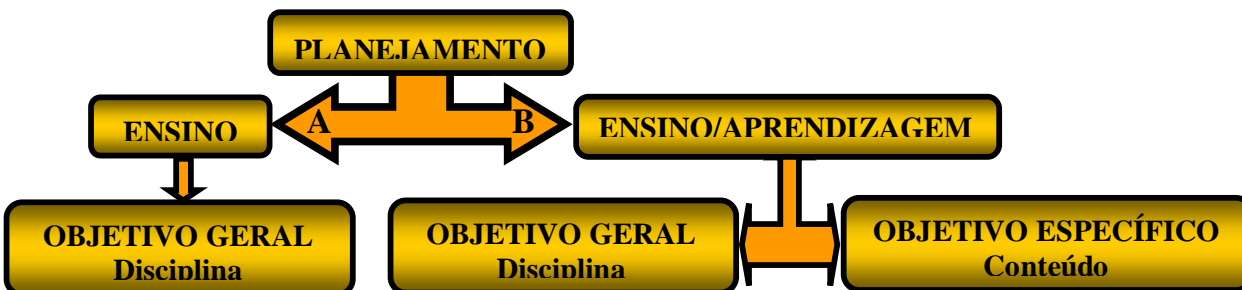 PLANEJAMENTO
A
B
ENSINO
ENSINO/APRENDIZAGEM
OBJETIVO GERAL
Disciplina
OBJETIVO GERAL
Disciplina
OBJETIVO ESPECÍFICO
Conteúdo